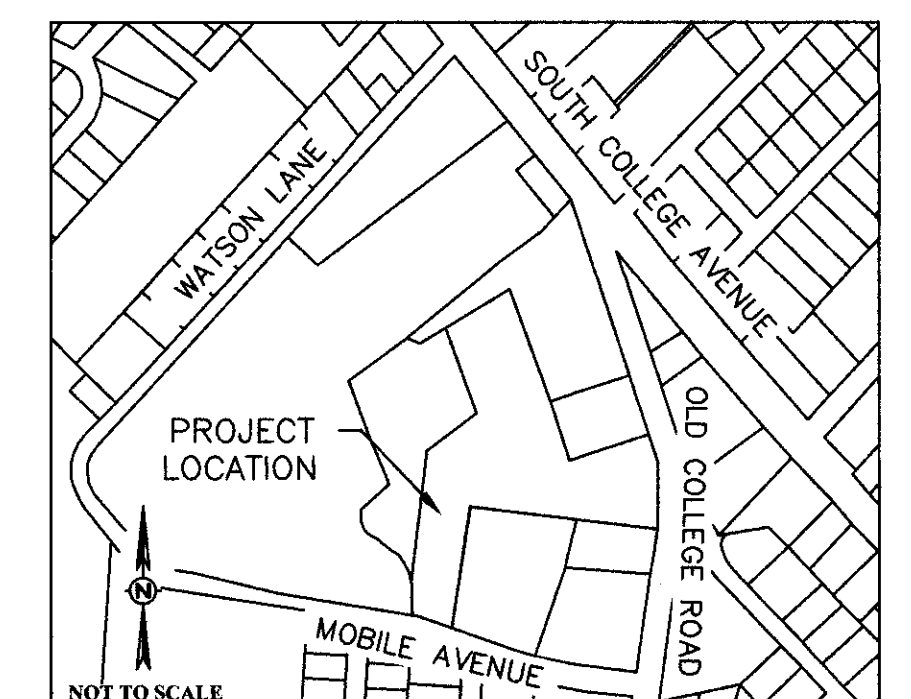 SOUTH COLLEGE AVENUE
WATSON LANE
PROJECT
LOCATION
OLD COLLEGE ROAD
N
MOBILE AVENUE
NOT TO SCALE